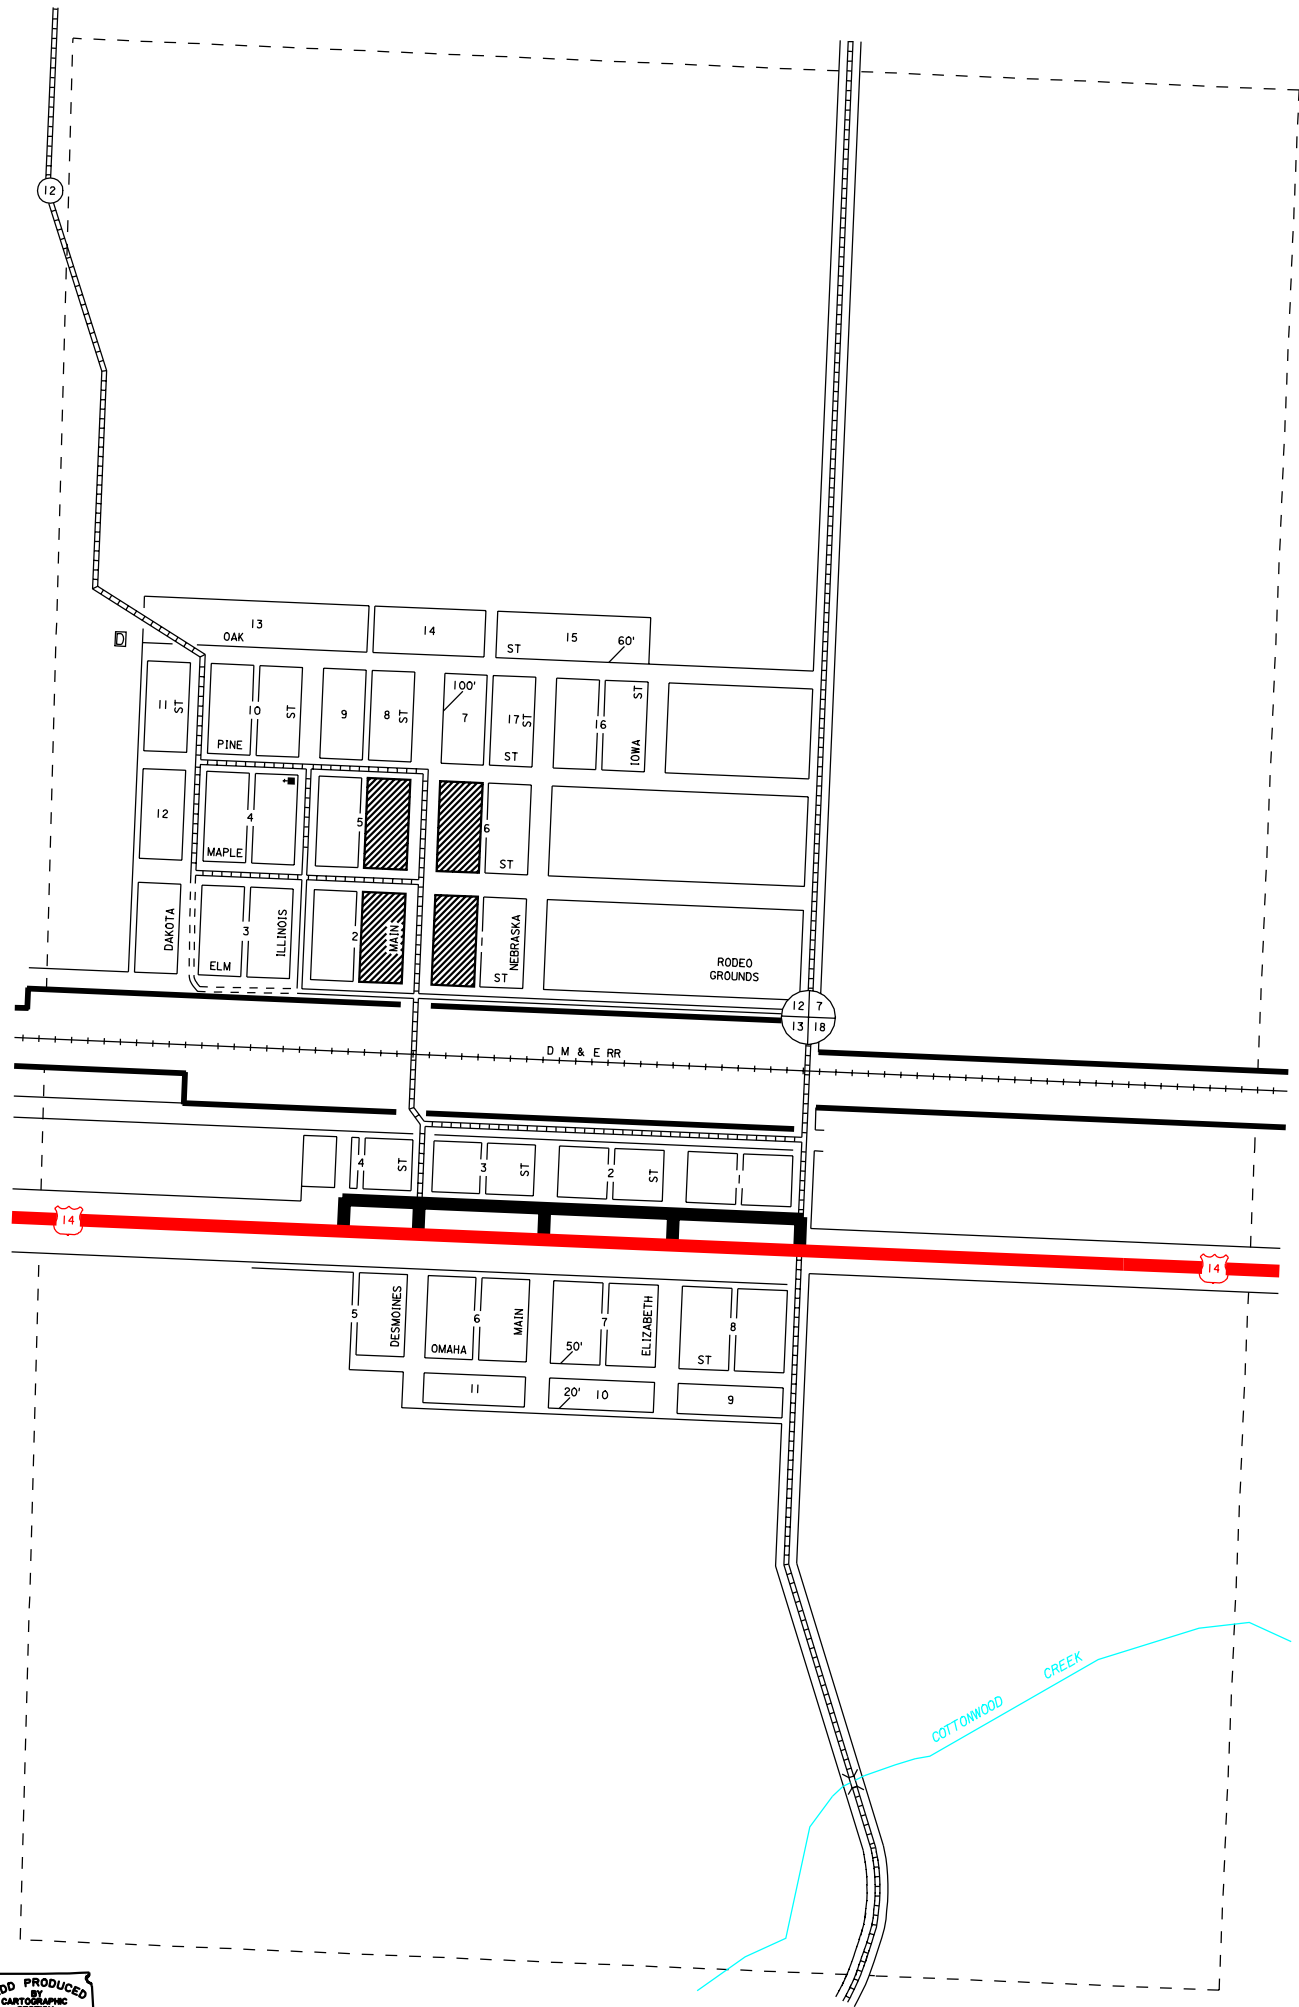 12
13
OAK
14
15
ST
60'
11
ST
10
ST
9
8
ST
100'
7
17
ST
16
ST
PINE
ST
IOWA
12
4
5
6
MAPLE
ST
DAKOTA
3
ILLINOIS
2
MAIN
NEBRASKA
ELM
ST
RODEO
GROUNDS
12 7
13 18
D M & E RR
4
ST
3
ST
2
ST
14
14
5
DESMOINES
6
MAIN
7
ELIZABETH
8
OMAHA
50'
ST
11
20'
10
9
CREEK
COTTONWOOD
PRODUCED
BY
CARTOGRAPHIC